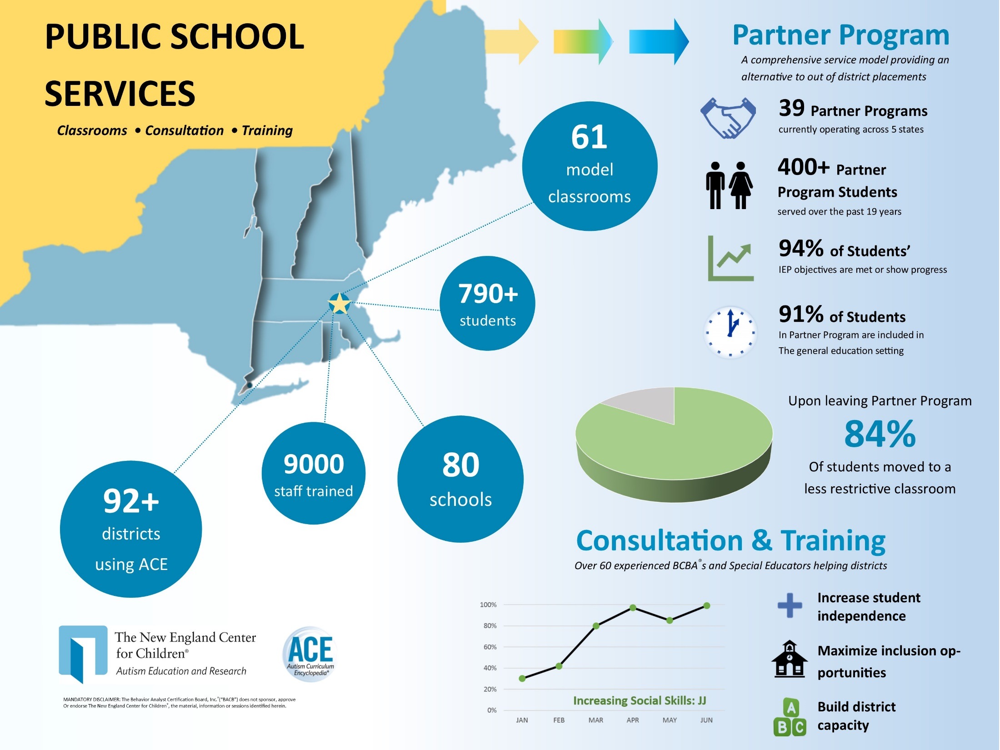 PUBLIC SCHOOL
SERVICES
Classrooms • Consultation • Training
61
model
classrooms
790+
students
92+
districts
using ACE
9000
staff trained
80
schools
The New England Center
for Children®
Autism Education and Research
ACE
Autism Curriculum
Encyclopedia®
MANDATORY DISCLAIMER: The Behavior Analyst Certification Board, Inc.®("BACB") does not sponsor, approve
Or endorse The New England Center for Children®, the material, information or sessions identified herein.
Partner Program
A comprehensive service model providing an
alternative to out of district placements
39 Partner Programs
currently operating across 5 states
400+ Partner
Program Students
served over the past 19 years
94% of Students’
IEP objectives are met or show progress
91% of Students
In Partner Program are included in
The general education setting
Upon leaving Partner Program
84%
Of students moved to a
less restrictive classroom
Consultation & Training
Over 60 experienced BCBA®s and Special Educators helping districts
100%
80%
60%
40%
20%
0%
Increasing Social Skills: JJ
JAN FEB MAR APR MAY JUN
Increase student
independence
Maximize inclusion op-
portunities
A
B C
Build district
capacity